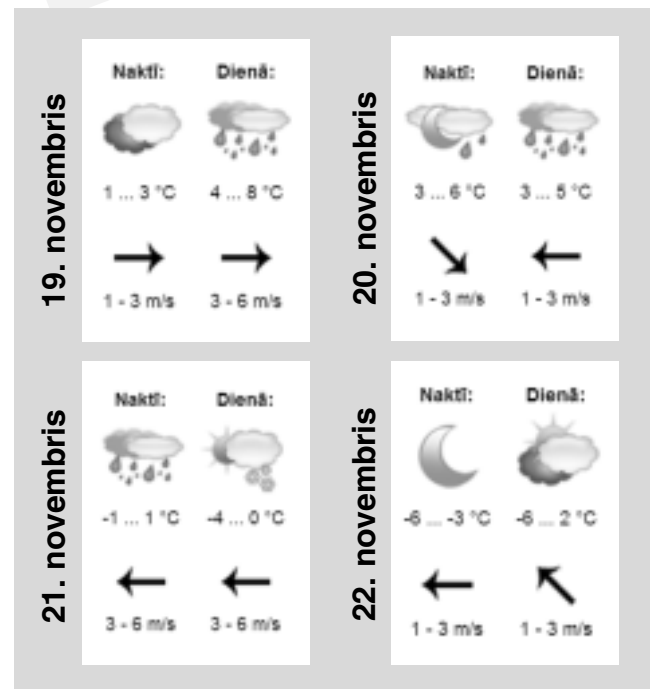 19. novembris
Naktī: Dienā:
1 ... 3 °C 4 ... 8 °C
1 - 3 m/s 3 - 6 m/s
20. novembris
Naktī: Dienā:
3 ... 6 °C 3 ... 5 °C
1 - 3 m/s 1 - 3 m/s
21. novembris
Naktī: Dienā:
-1 ... 1 °C -4 ... 0 °C
3 - 6 m/s 3 - 6 m/s
22. novembris
Naktī: Dienā:
-6 ... -3 °C -6 ... 2 °C
1 - 3 m/s 1 - 3 m/s